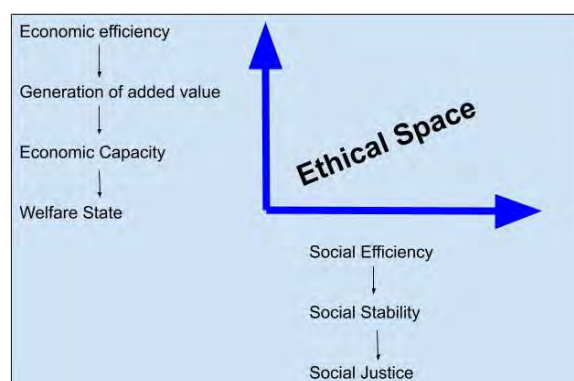 Economic efficiency
Generation of added value
Economic Capacity
Welfare State
Ethical Space
Social Efficiency
Social Stability
Social Justice